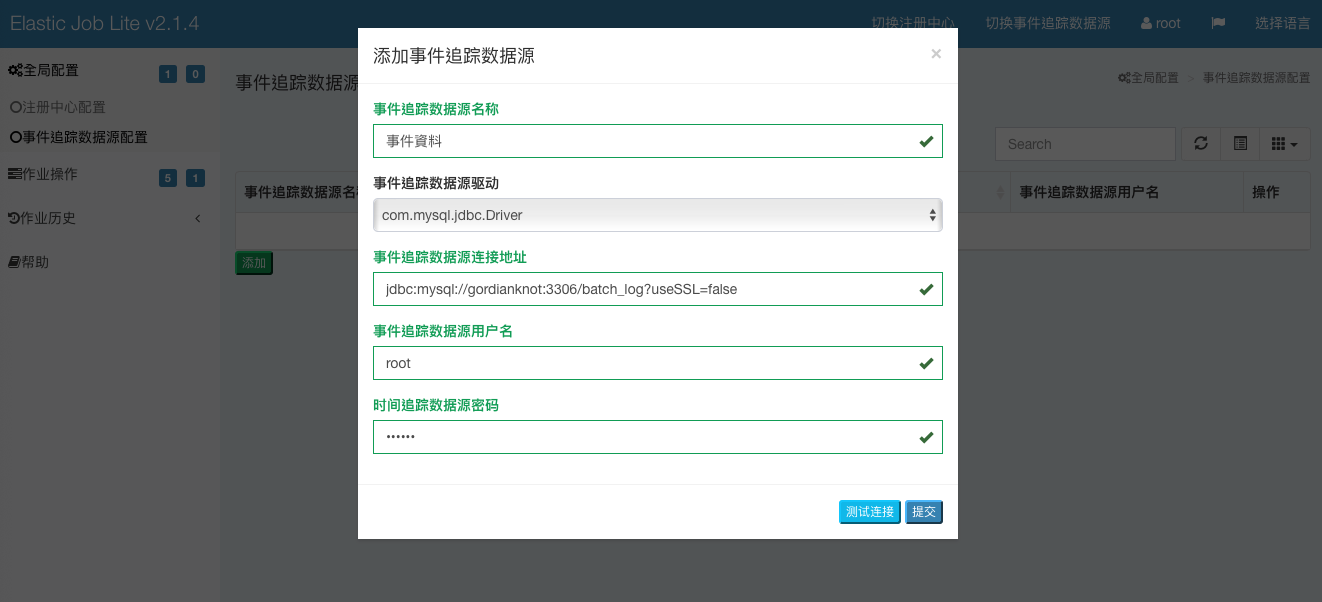 Elastic Job Lite v2.1.4
切换注册中心 切换事件追踪数据源 root 选择语言
全局配置 1 0
注册中心配置
事件追踪数据源配置
作业操作 5 1
作业历史
帮助
事件追踪数据源
全局配置 > 事件追踪数据源配置
Search
事件追踪数据源名 事件追踪数据源用户名 操作
添加
添加事件追踪数据源 ×
事件追踪数据源名称
事件資料
事件追踪数据源驱动
com.mysql.jdbc.Driver
事件追踪数据源连接地址
jdbc:mysql://gordianknot:3306/batch_log?useSSL=false
事件追踪数据源用户名
root
时间追踪数据源密码
••••••
测试连接 提交